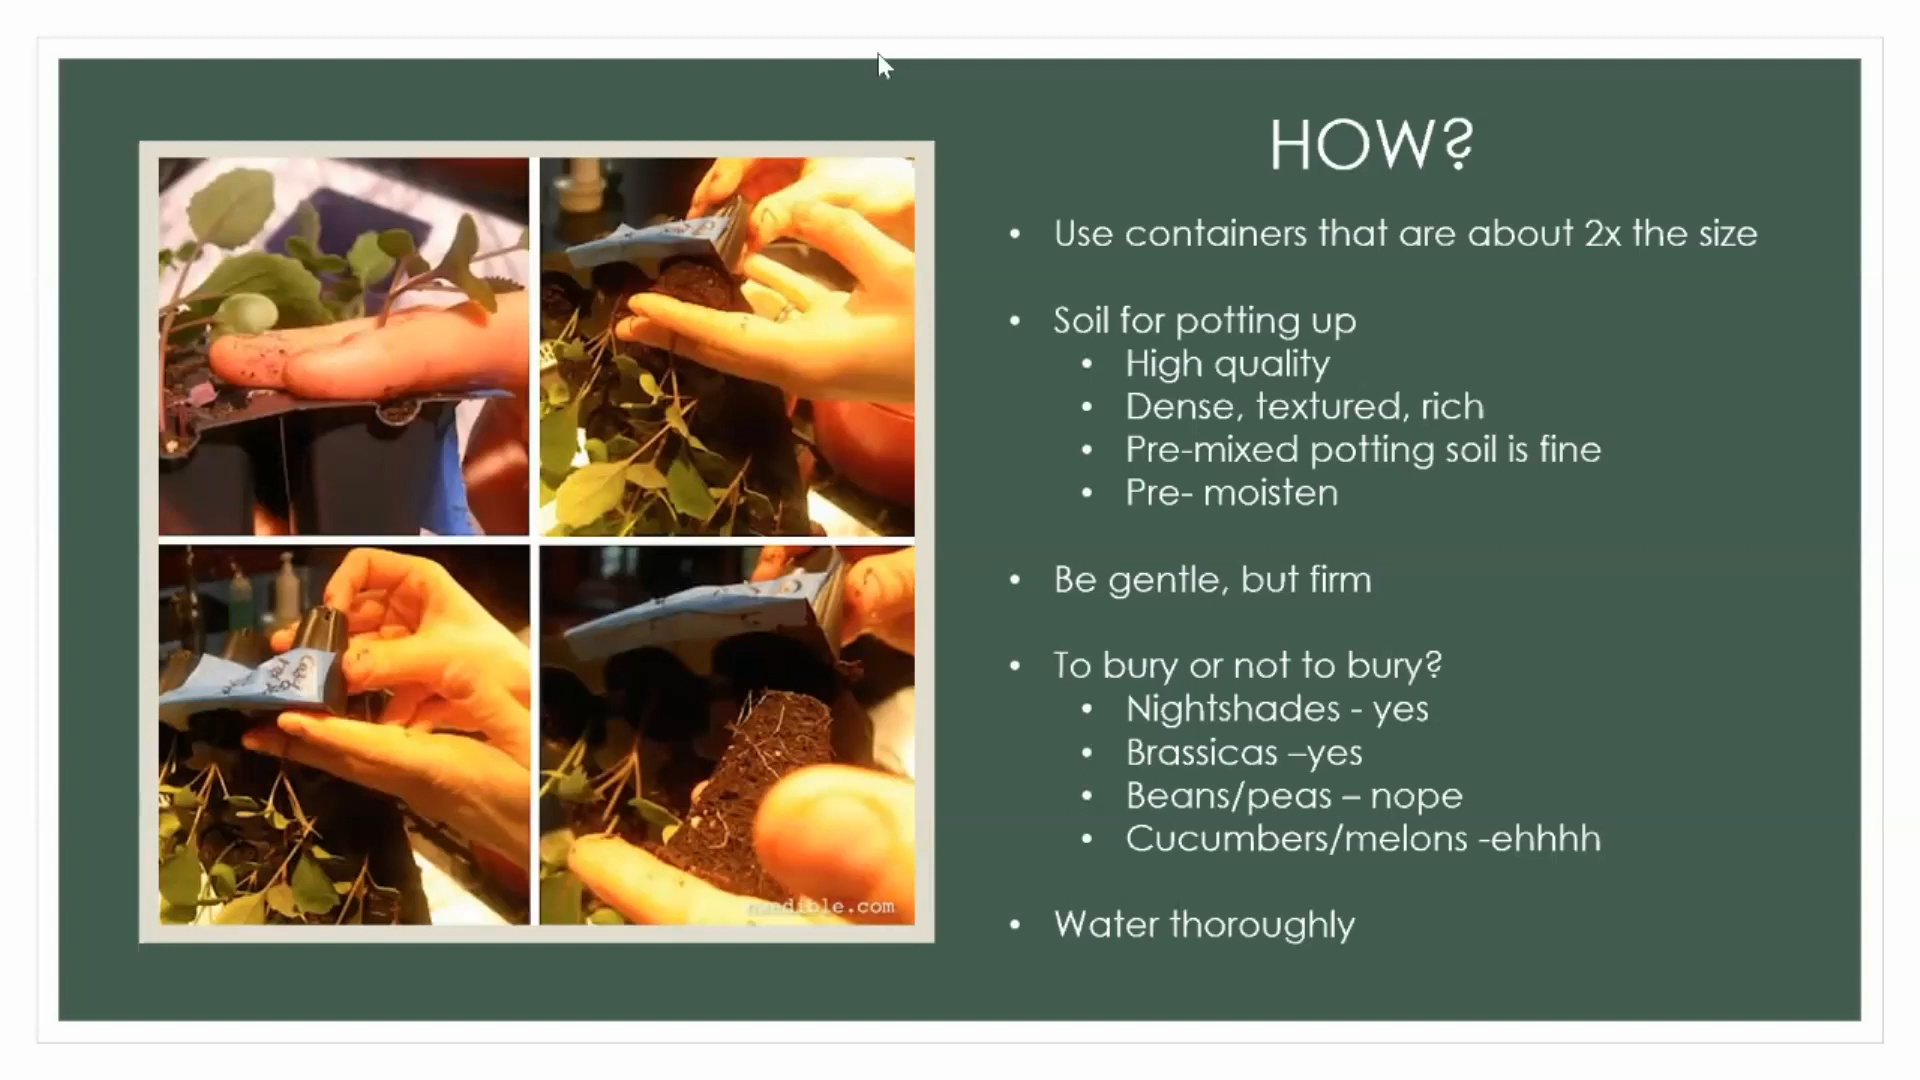 HOW?
• Use containers that are about 2x the size
• Soil for potting up
• High quality
• Dense, textured, rich
• Pre-mixed potting soil is fine
• Pre- moisten
• Be gentle, but firm
• To bury or not to bury?
• Nightshades - yes
• Brassicas –yes
• Beans/peas – nope
• Cucumbers/melons -ehhhh
• Water thoroughly